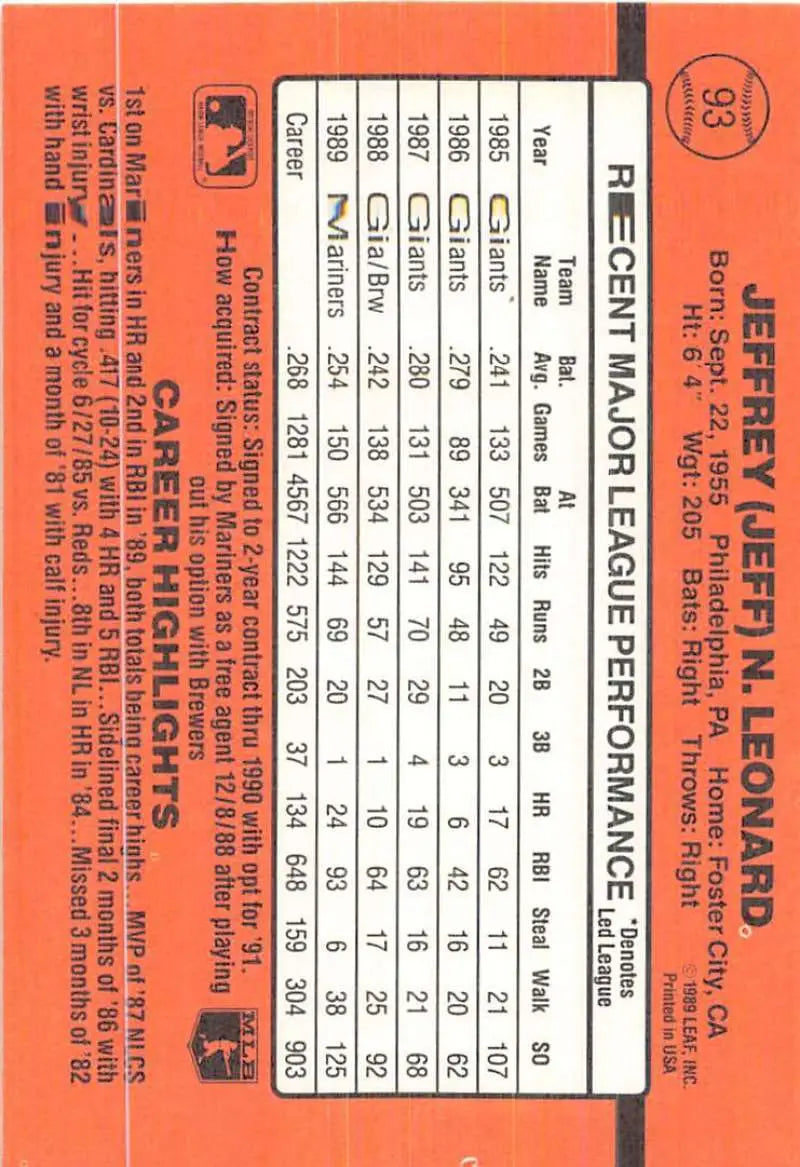 93
JEFFREY (JEFF) N. LEONARD
Born: Sept. 22, 1955 Philadelphia, PA Home: Foster City, CA
Ht: 6'4" Wgt: 205 Bats: Right Throws: Right
© 1989 LEAF, INC.
Printed in USA
RECENT MAJOR LEAGUE PERFORMANCE *Denotes Led League
Year Team Name Bat. Avg. Games At Bat Hits Runs 2B 3B HR RBI Steal Walk SO
1985 Giants .241 133 507 122 49 20 3 17 62 11 21 107
1986 Giants .279 89 341 95 48 11 3 6 42 16 20 62
1987 Giants .280 131 503 141 70 29 4 19 63 16 21 68
1988 Gia/Brw .242 138 534 129 57 27 1 10 64 17 25 92
1989 Mariners .254 150 566 144 69 20 1 24 93 6 38 125
Career .268 1281 4567 1222 575 203 37 134 648 159 304 903
Contract status: Signed to 2-year contract thru 1990 with opt for '91.
How acquired: Signed by Mariners as a free agent 12/8/88 after playing
out his option with Brewers
MLB
CAREER HIGHLIGHTS
1st on Mariners in HR and 2nd in RBI in '89, both totals being career highs...MVP of '87 NLCS
vs. Cardinals, hitting .417 (10-24) with 4 HR and 5 RBI...Sidelined final 2 months of '86 with
wrist injury...Hit for cycle 6/27/85 vs. Reds...8th in NL in HR in '84...Missed 3 months of '82
with hand injury and a month of '81 with calf injury.